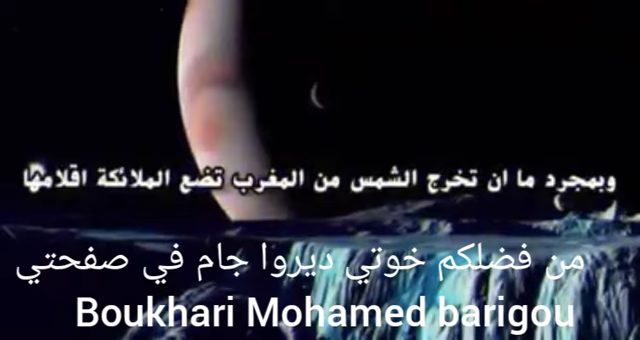 وبمجرد ما ان تخرج الشمس من المغرب تضع الملائكة اقلامها
من فضلكم خوتي ديروا جام في صفحتي
Boukhari Mohamed barigou